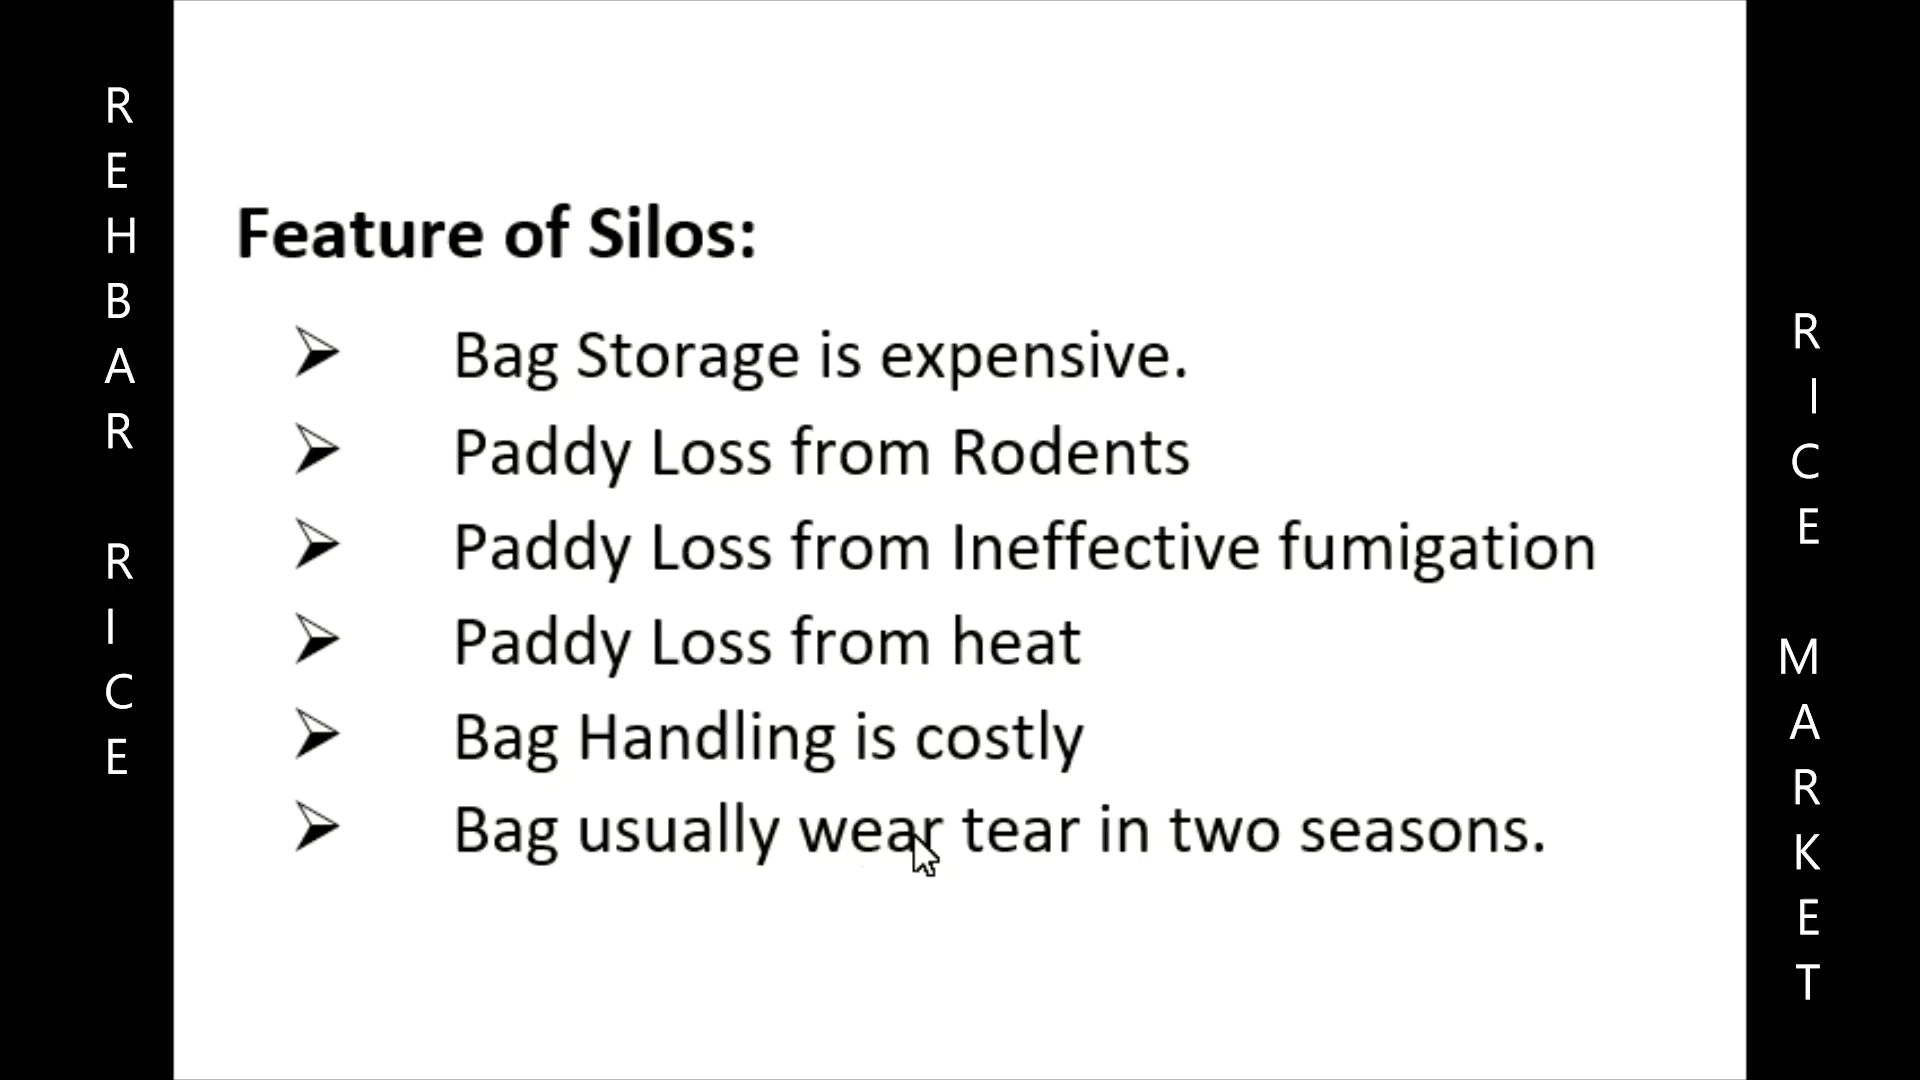 REHBAR RICE
Feature of Silos:
➢ Bag Storage is expensive.
➢ Paddy Loss from Rodents
➢ Paddy Loss from Ineffective fumigation
➢ Paddy Loss from heat
➢ Bag Handling is costly
➢ Bag usually wear tear in two seasons.
RICE MARKET